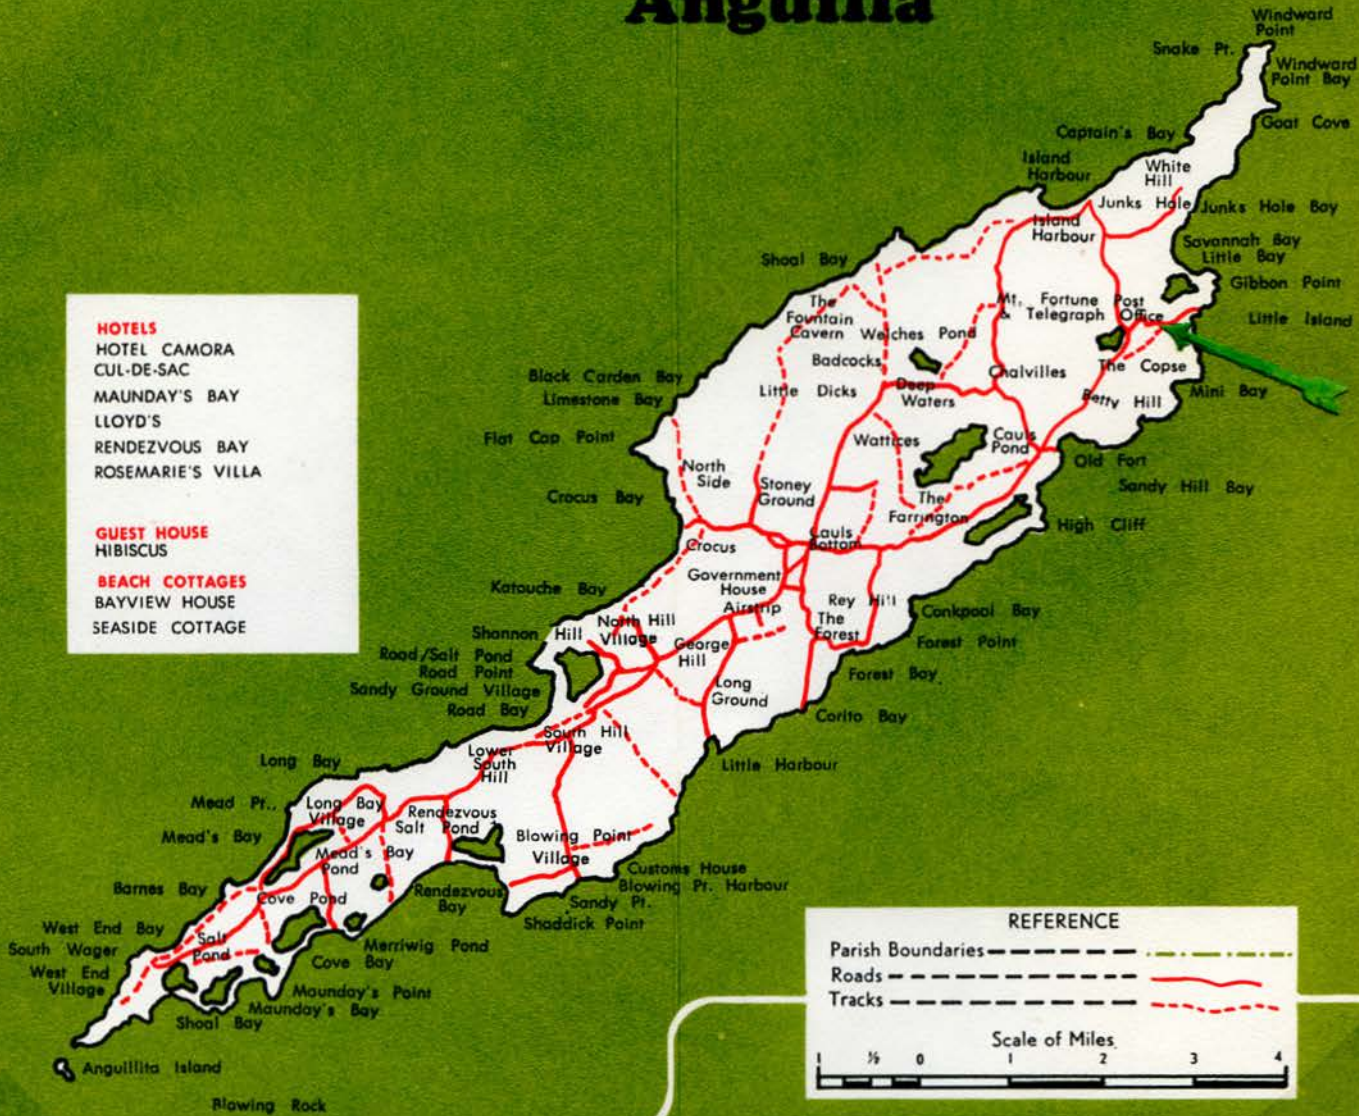 Anguilla
Windward
Point
Snake Pt.
Windward
Point Bay
Goat Cove
Captain's Bay
Island
Harbour
White
Hill
Junks Hole
Junks Hole Bay
Island
Harbour
Savannah Bay
Little Bay
Shoal Bay
Gibbon Point
The
Fountain
Cavern
Mt. Fortune Post
& Telegraph Office
Little Island
Welches Pond
Badcocks
Chalvilles
The Copse
Black Carden Bay
Limestone Bay
Little Dicks
Deep
Waters
Betty Hill
Mini Bay
Flat Cap Point
Wattices
Cauls
Pond
Old Fort
North
Side
Stoney
Ground
Sandy Hill Bay
Crocus Bay
The
Farrington
High Cliff
Crocus
Cauls
Bottom
Government
House
Katouche Bay
Airstrip
Rey Hill
Conkpool Bay
Shannon Hill
North Hill
Village
George
Hill
The
Forest
Forest Point
Road/Salt Pond
Road Point
Sandy Ground Village
Road Bay
Long
Ground
Forest Bay
Corito Bay
South Hill
Village
Lower
South
Hill
Little Harbour
Long Bay
Mead Pt.,
Long Bay
Village
Rendezvous
Salt Pond
Mead's Bay
Mead's Bay
Pond
Blowing Point
Village
Customs House
Blowing Pt. Harbour
Barnes Bay
Cove Pond
Rendezvous
Bay
Sandy Pt.
Shaddick Point
West End Bay
South Wager
West End
Village
Salt
Pond
Merriwig Pond
Cove Bay
Maunday's Point
Maunday's Bay
Shoal Bay
Anguillita Island
Blowing Rock
HOTELS
HOTEL CAMORA
CUL-DE-SAC
MAUNDAY'S BAY
LLOYD'S
RENDEZVOUS BAY
ROSEMARIE'S VILLA
GUEST HOUSE
HIBISCUS
BEACH COTTAGES
BAYVIEW HOUSE
SEASIDE COTTAGE
REFERENCE
Parish Boundaries
Roads
Tracks
Scale of Miles
1 ½ 0 1 2 3 4